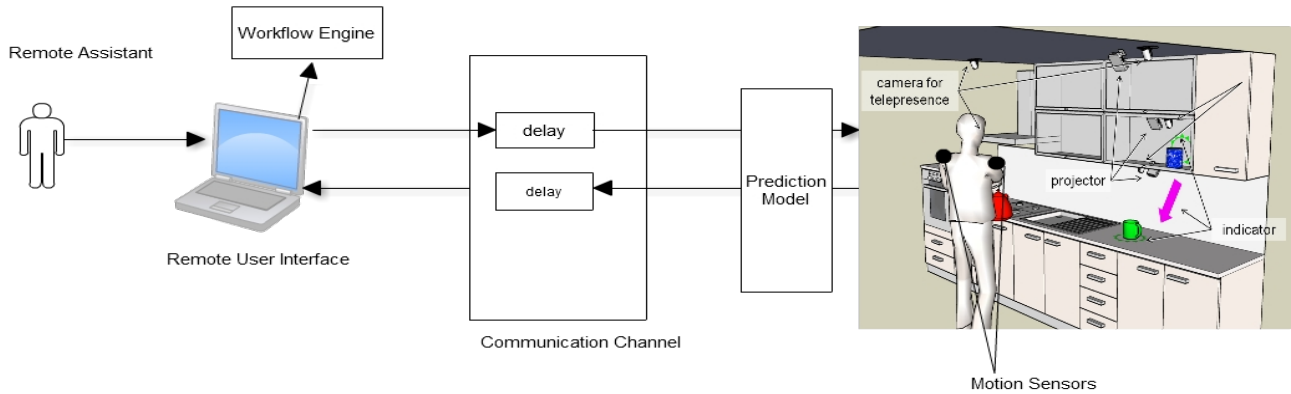 Workflow Engine
Remote Assistant
camera for
telepresence
delay
delay
Prediction
Model
projector
indicator
Remote User Interface
Communication Channel
Motion Sensors